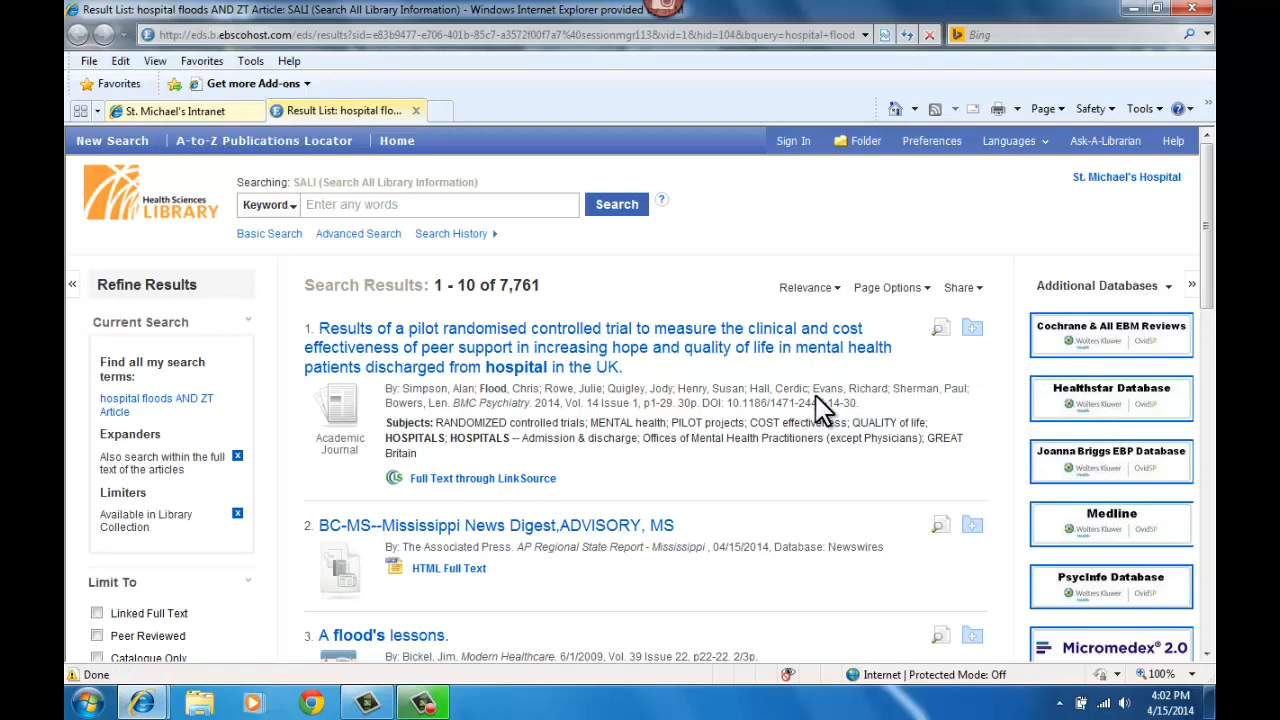 Result List: hospital floods AND ZT Article: SALI (Search All Library Information) - Windows Internet Explorer provided
http://eds.b.ebscohost.com/eds/results?sid=e83b9477-e706-401b-85c7-a3572f00f7a7%40sessionmgr113&vid=1&hid=104&bquery=hospital+flood
Bing
File Edit View Favorites Tools Help
Favorites Get more Add-ons
St. Michael's Intranet Result List: hospital flo... Page Safety Tools
New Search A-to-Z Publications Locator Home Sign In Folder Preferences Languages Ask-A-Librarian Help
Health Sciences
LIBRARY
Searching: SALI (Search All Library Information)
St. Michael's Hospital
Keyword Enter any words Search
Basic Search Advanced Search Search History
Refine Results
Current Search
Find all my search
terms:
hospital floods AND ZT
Article
Expanders
Also search within the full
text of the articles
Limiters
Available in Library
Collection
Limit To
Linked Full Text
Peer Reviewed
Catalogue Only
Search Results: 1 - 10 of 7,761
Relevance Page Options Share
1. Results of a pilot randomised controlled trial to measure the clinical and cost
effectiveness of peer support in increasing hope and quality of life in mental health
patients discharged from hospital in the UK.
Academic
Journal
By: Simpson, Alan; Flood, Chris; Rowe, Julie; Quigley, Jody; Henry, Susan; Hall, Cerdic; Evans, Richard; Sherman, Paul;
Bowers, Len. BMC Psychiatry. 2014, Vol. 14 Issue 1, p1-29. 30p. DOI:
Subjects: RANDOMIZED controlled trials; MENTAL health; PILOT projects; COST effectiveness; QUALITY of life;
HOSPITALS; HOSPITALS -- Admission & discharge; Offices of Mental Health Practitioners (except Physicians); GREAT
Britain
Full Text through LinkSource
2. BC-MS--Mississippi News Digest,ADVISORY, MS
By: The Associated Press. AP Regional State Report - Mississippi , 04/15/2014, Database: Newswires
HTML Full Text
3. A flood's lessons.
By: Bickel, Jim. Modern Healthcare. 6/1/2009, Vol. 39 Issue 22, p22-22. 2/3p.
Additional Databases
Cochrane & All EBM Reviews
Wolters Kluwer OvidSP
Healthstar Database
Wolters Kluwer OvidSP
Joanna Briggs EBP Database
Wolters Kluwer OvidSP
Medline
Wolters Kluwer OvidSP
PsycInfo Database
Wolters Kluwer OvidSP
Micromedex® 2.0
Done Internet | Protected Mode: Off 100%
4:02 PM
4/15/2014